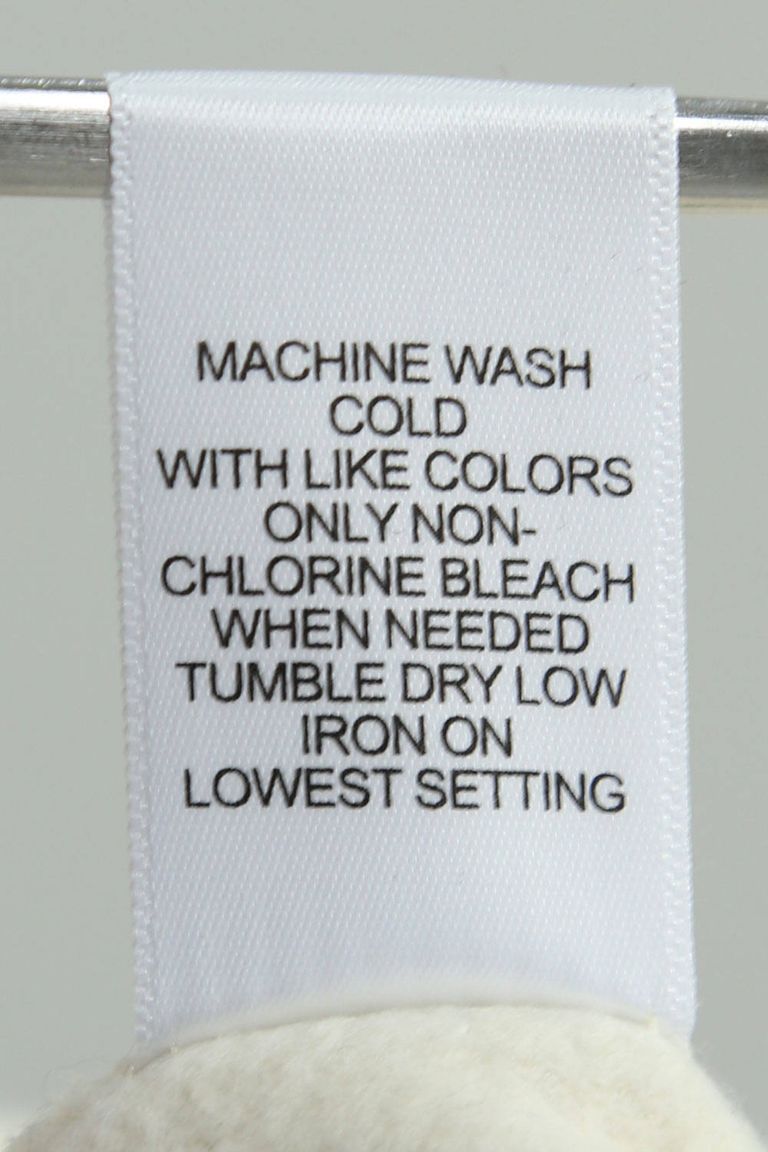 MACHINE WASH
COLD
WITH LIKE COLORS
ONLY NON-
CHLORINE BLEACH
WHEN NEEDED
TUMBLE DRY LOW
IRON ON
LOWEST SETTING